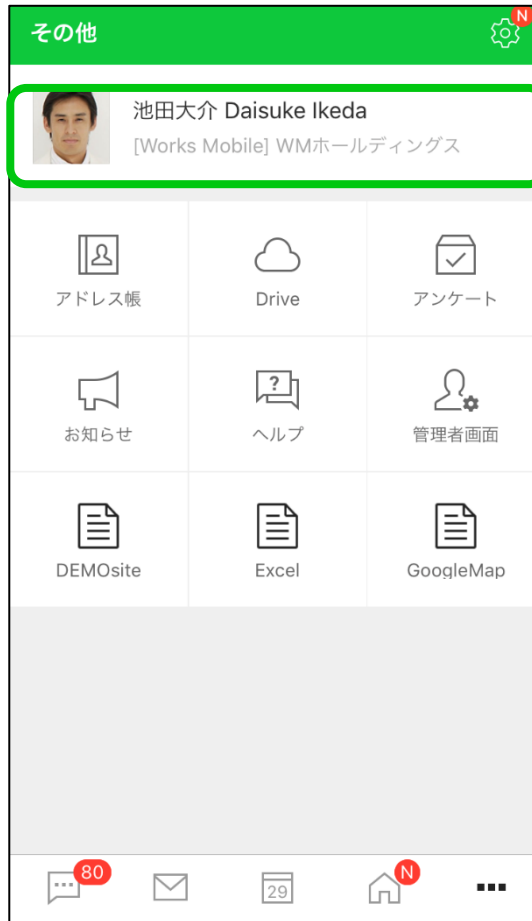 その他
N
池田大介 Daisuke Ikeda
[Works Mobile] WMホールディングス
アドレス帳
Drive
アンケート
お知らせ
?
ヘルプ
管理者画面
DEMOsite
Excel
GoogleMap
80
29
N